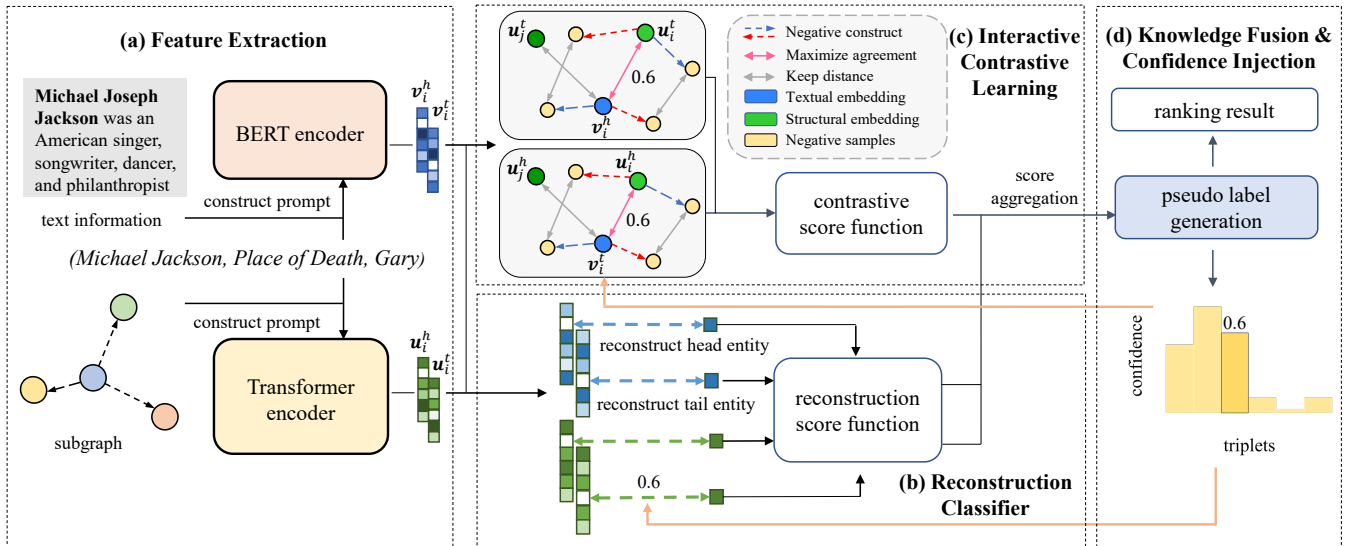 (a) Feature Extraction
Michael Joseph
Jackson was an
American singer,
songwriter, dancer,
and philanthropist
text information
BERT encoder
construct prompt
v_i^h
v_i^t
(Michael Jackson, Place of Death, Gary)
construct prompt
Transformer
encoder
u_i^h
u_i^t
subgraph
u_j^t
u_i^t
0.6
v_i^h
u_j^h
u_i^h
0.6
v_i^t
Negative construct
Maximize agreement
Keep distance
Textual embedding
Structural embedding
Negative samples
(c) Interactive
Contrastive
Learning
contrastive
score function
score
aggregation
reconstruct head entity
reconstruct tail entity
0.6
reconstruction
score function
(b) Reconstruction
Classifier
(d) Knowledge Fusion &
Confidence Injection
ranking result
pseudo label
generation
confidence
0.6
triplets